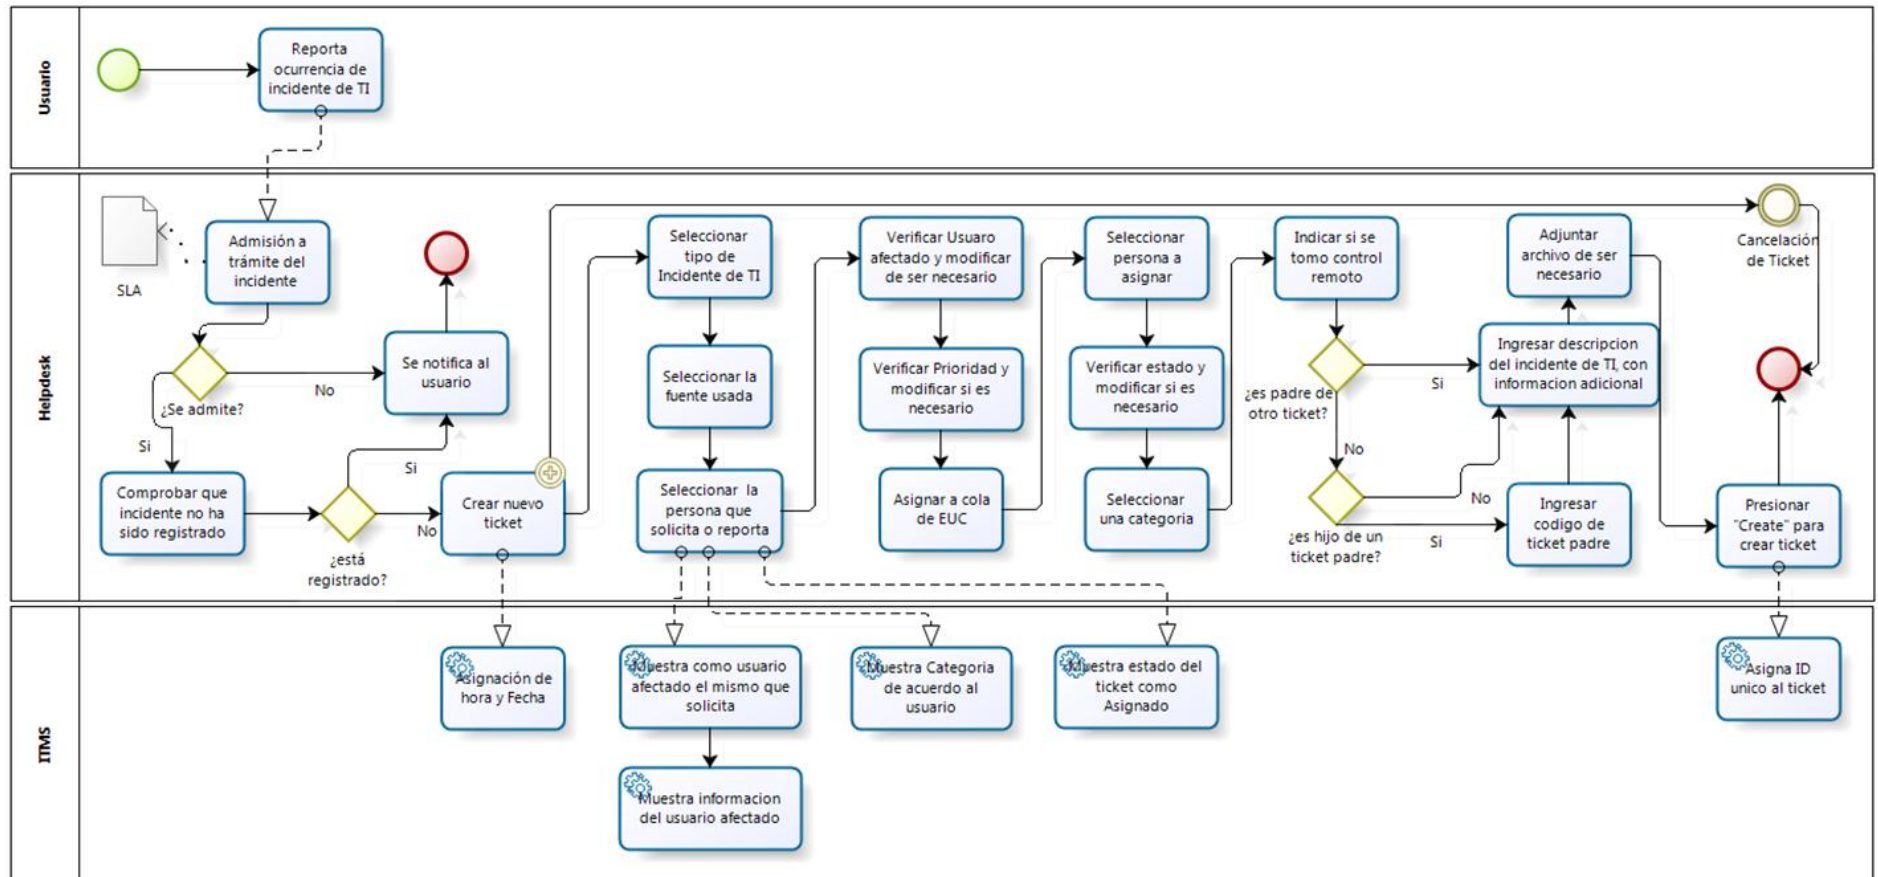 Usuario
Reporta
ocurrencia de
incidente de TI
Helpdesk
SLA
Admisión a
trámite del
incidente
¿Se admite?
No
Si
Se notifica al
usuario
Comprobar que
incidente no ha
sido registrado
¿está
registrado?
Si
No
Crear nuevo
ticket
Seleccionar
tipo de
Incidente de TI
Seleccionar la
fuente usada
Seleccionar la
persona que
solicita o reporta
Verificar Usuaro
afectado y modificar
de ser necesario
Verificar Prioridad y
modificar si es
necesario
Asignar a cola
de EUC
Seleccionar
persona a
asignar
Verificar estado y
modificar si es
necesario
Seleccionar
una categoria
Indicar si se
tomo control
remoto
¿es padre de
otro ticket?
Si
No
¿es hijo de un
ticket padre?
No
Si
Ingresar
codigo de
ticket padre
Ingresar descripcion
del incidente de TI, con
informacion adicional
Adjuntar
archivo de ser
necesario
Cancelación
de Ticket
Presionar
"Create" para
crear ticket
ITMS
Asignación de
hora y Fecha
Muestra como usuario
afectado el mismo que
solicita
Muestra informacion
del usuario afectado
Muestra Categoria
de acuerdo al
usuario
Muestra estado del
ticket como
Asignado
Asigna ID
unico al ticket